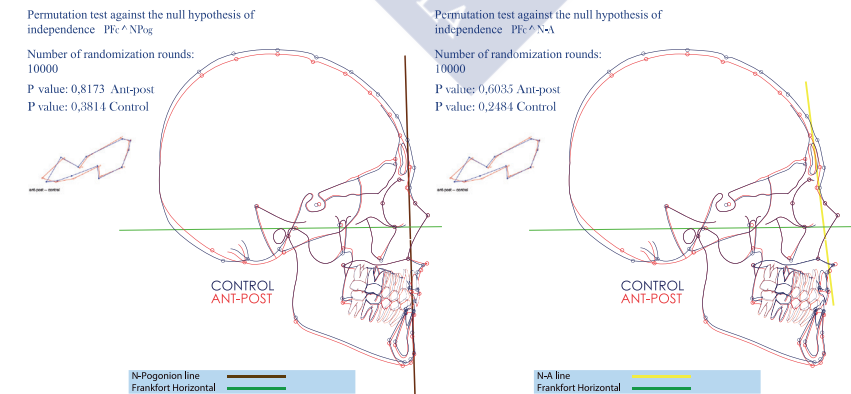 Permutation test against the null hypothesis of
independence PFc ^ NPog
Number of randomization rounds:
10000
P value: 0,8173 Ant-post
P value: 0,3814 Control
ant-post – control
CONTROL
ANT-POST
N-Pogonion line
Frankfort Horizontal
Permutation test against the null hypothesis of
independence PFc ^ N-A
Number of randomization rounds:
10000
P value: 0,6035 Ant-post
P value: 0,2484 Control
ant-post – control
CONTROL
ANT-POST
N-A line
Frankfort Horizontal